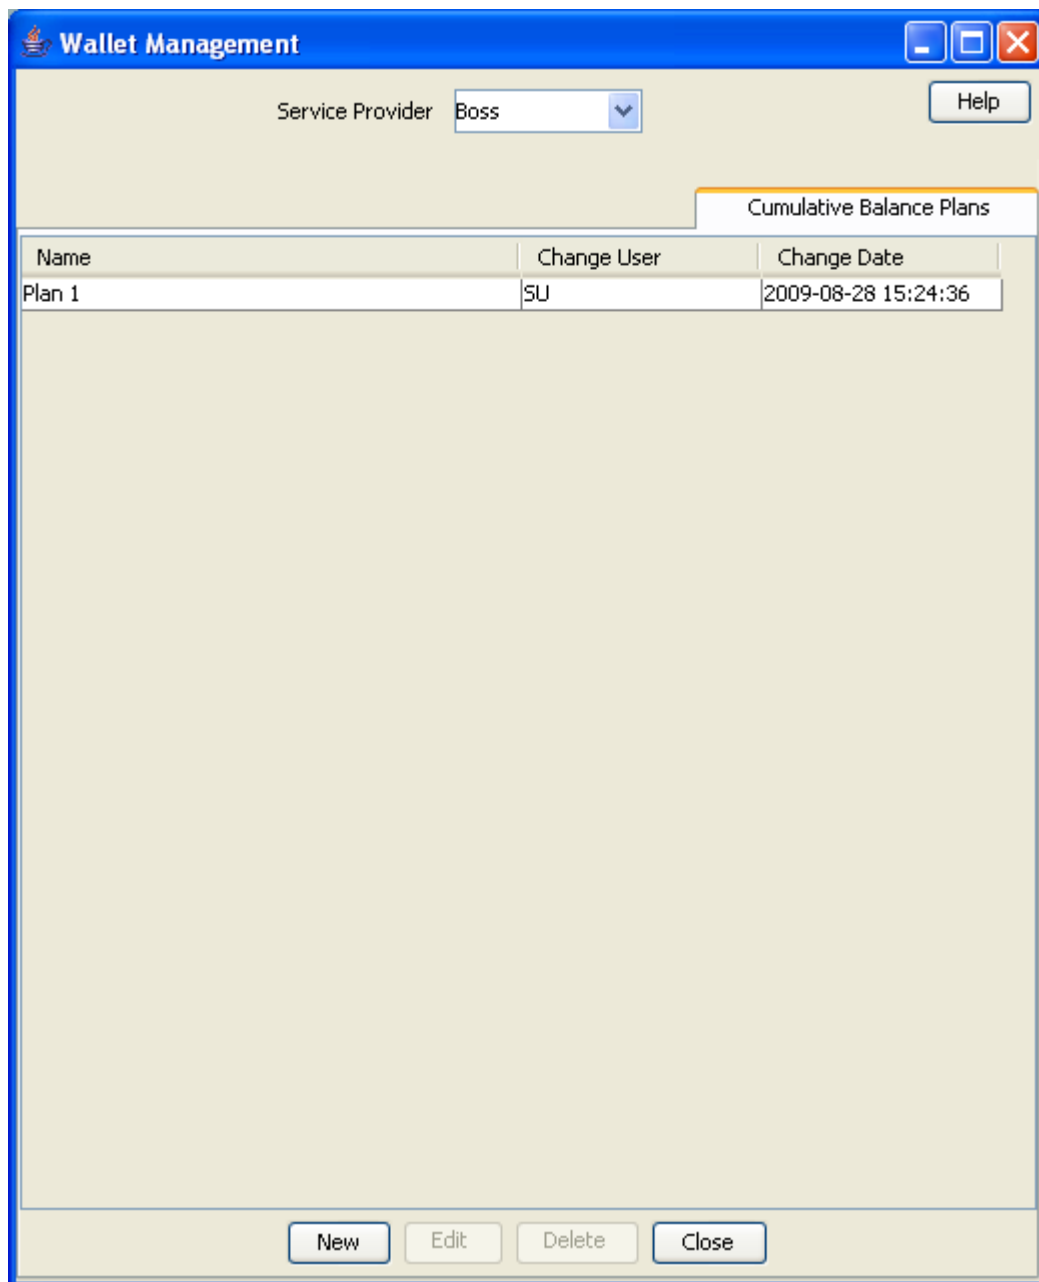 Wallet Management
Service Provider Boss Help
Cumulative Balance Plans
Name Change User Change Date
Plan 1 SU 2009-08-28 15:24:36
New Edit Delete Close